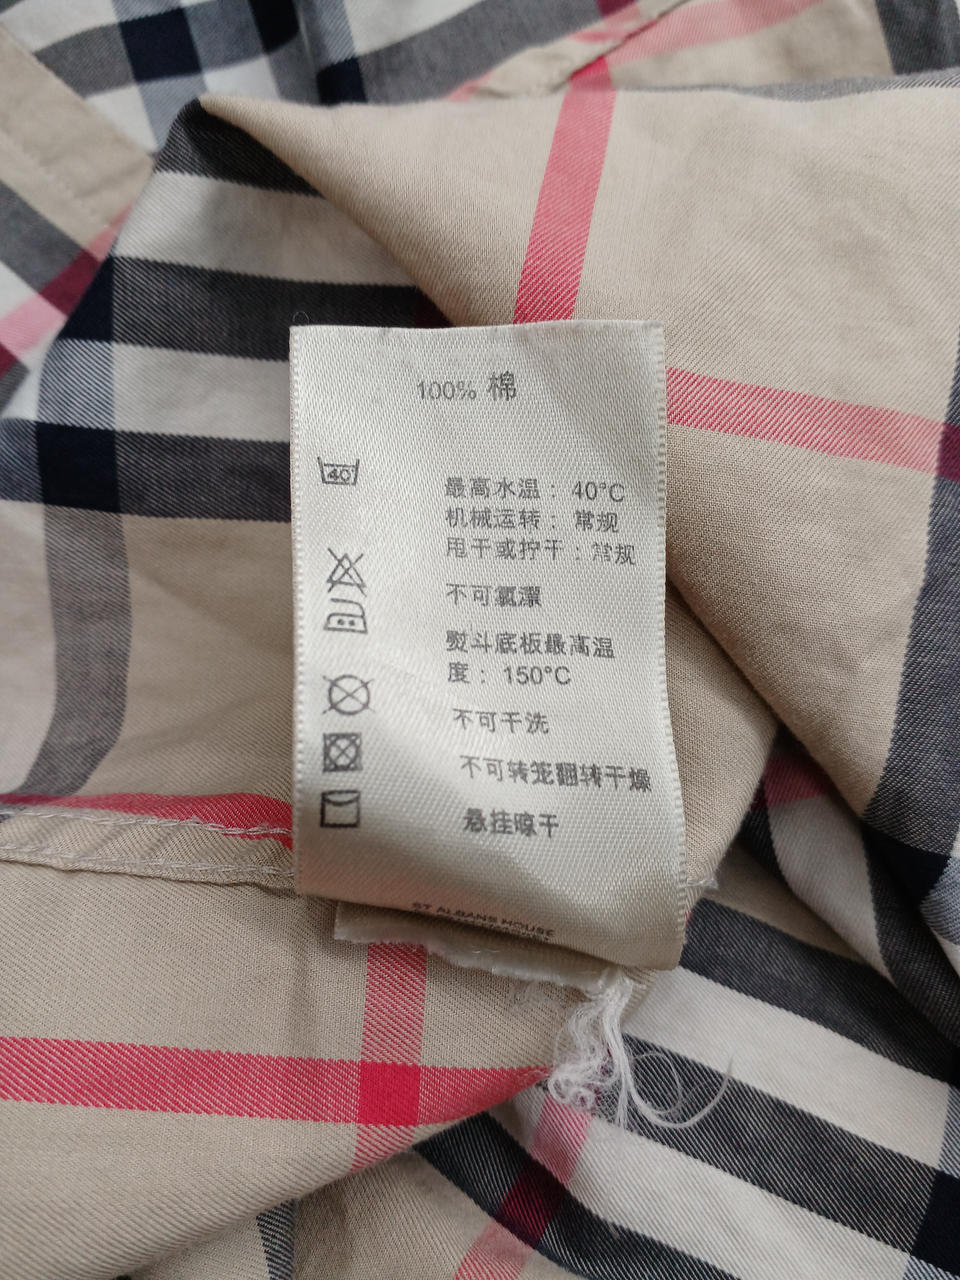 100% 棉
40°
最高水温： 40°C
机械运转： 常规
甩干或拧干：常规
不可氯漂
熨斗底板最高温
度： 150°C
不可干洗
不可转笼翻转干燥
悬挂晾干
ST ALBANS HOUSE